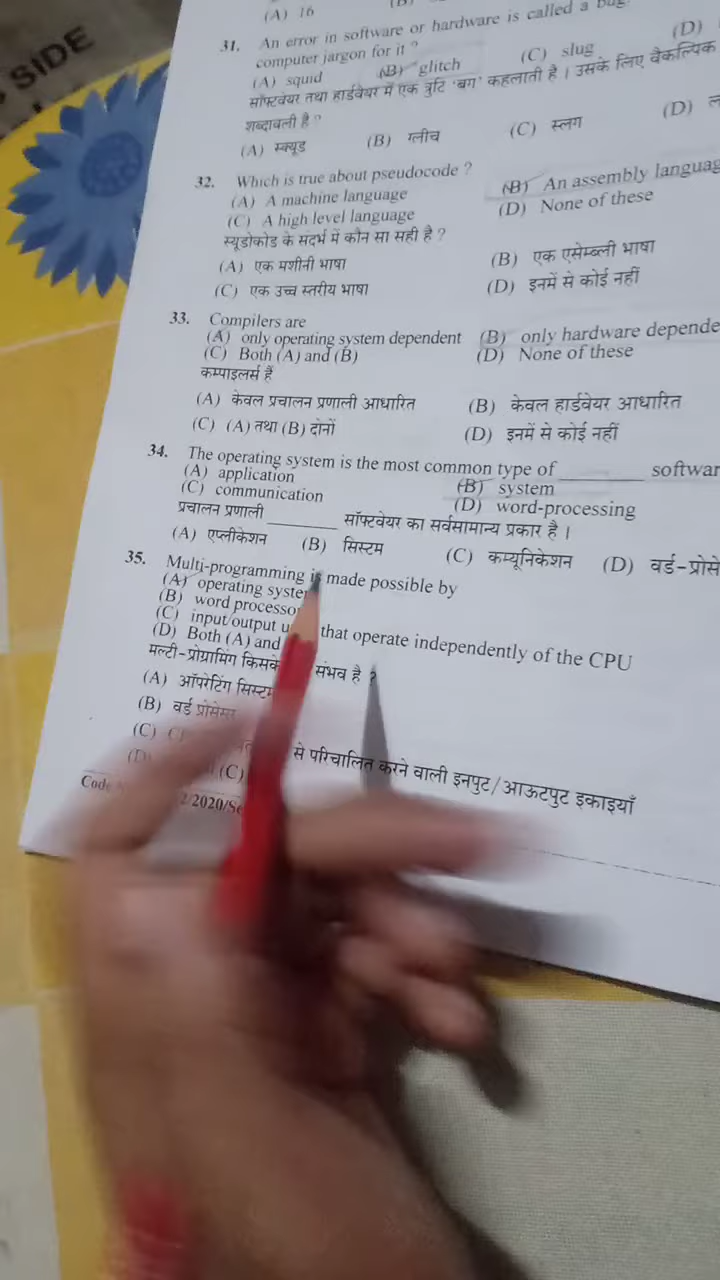 SIDE
(A) 16
31. An error in software or hardware is called a bug.
computer jargon for it ?
(A) squid (B) glitch (C) slug (D)
सॉफ्टवेयर तथा हार्डवेयर में एक त्रुटि 'बग' कहलाती है । उसके लिए वैकल्पिक
शब्दावली है ?
(A) स्क्यूड (B) ग्लीच (C) स्लग (D)
32. Which is true about pseudocode ?
(A) A machine language (B) An assembly languag
(C) A high level language (D) None of these
स्यूडोकोड के संदर्भ में कौन सा सही है ?
(A) एक मशीनी भाषा (B) एक एसेम्ब्ली भाषा
(C) एक उच्च स्तरीय भाषा (D) इनमें से कोई नहीं
33. Compilers are
(A) only operating system dependent (B) only hardware depende
(C) Both (A) and (B) (D) None of these
कम्पाइलर्स हैं
(A) केवल प्रचालन प्रणाली आधारित (B) केवल हार्डवेयर आधारित
(C) (A) तथा (B) दोनों (D) इनमें से कोई नहीं
34. The operating system is the most common type of ________ softwar
(A) application (B) system
(C) communication (D) word-processing
प्रचालन प्रणाली ________ सॉफ्टवेयर का सर्वसामान्य प्रकार है ।
(A) एप्लीकेशन (B) सिस्टम (C) कम्यूनिकेशन (D) वर्ड-प्रोसे
35. Multi-programming is made possible by
(A) operating syste
(B) word processo
(C) input/output u that operate independently of the CPU
(D) Both (A) and
मल्टी-प्रोग्रामिंग किसके संभव है ?
(A) ऑपरेटिंग सिस्टम
(B) वर्ड प्रोसेसर
(C) से परिचालित करने वाली इनपुट/आऊटपुट इकाइयाँ
(D) (C)
Code 2/2020/Se